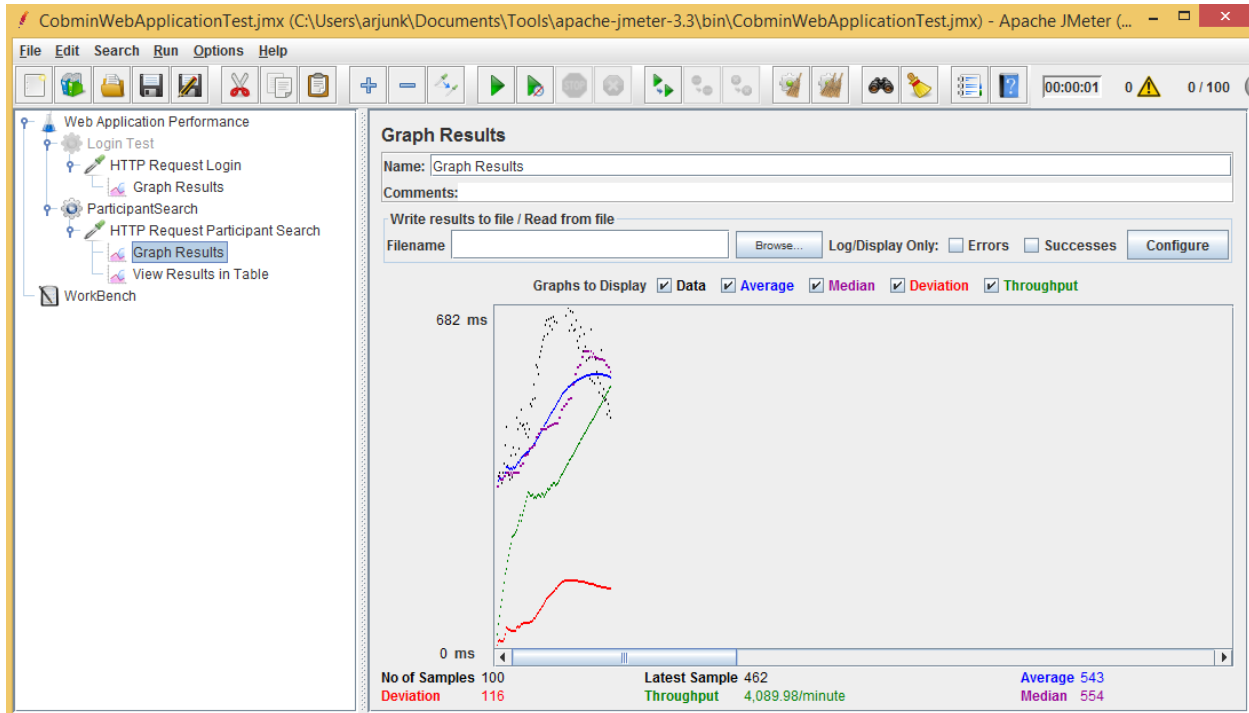 CobminWebApplicationTest.jmx (C:\Users\arjunk\Documents\Tools\apache-jmeter-3.3\bin\CobminWebApplicationTest.jmx) - Apache JMeter (...
File Edit Search Run Options Help
STOP
00:00:01 0 0 / 100
Web Application Performance
Login Test
HTTP Request Login
Graph Results
ParticipantSearch
HTTP Request Participant Search
Graph Results
View Results in Table
WorkBench
Graph Results
Name: Graph Results
Comments:
Write results to file / Read from file
Filename Browse... Log/Display Only: Errors Successes Configure
Graphs to Display Data Average Median Deviation Throughput
682 ms
0 ms
No of Samples 100 Latest Sample 462 Average 543
Deviation 116 Throughput 4,089.98/minute Median 554